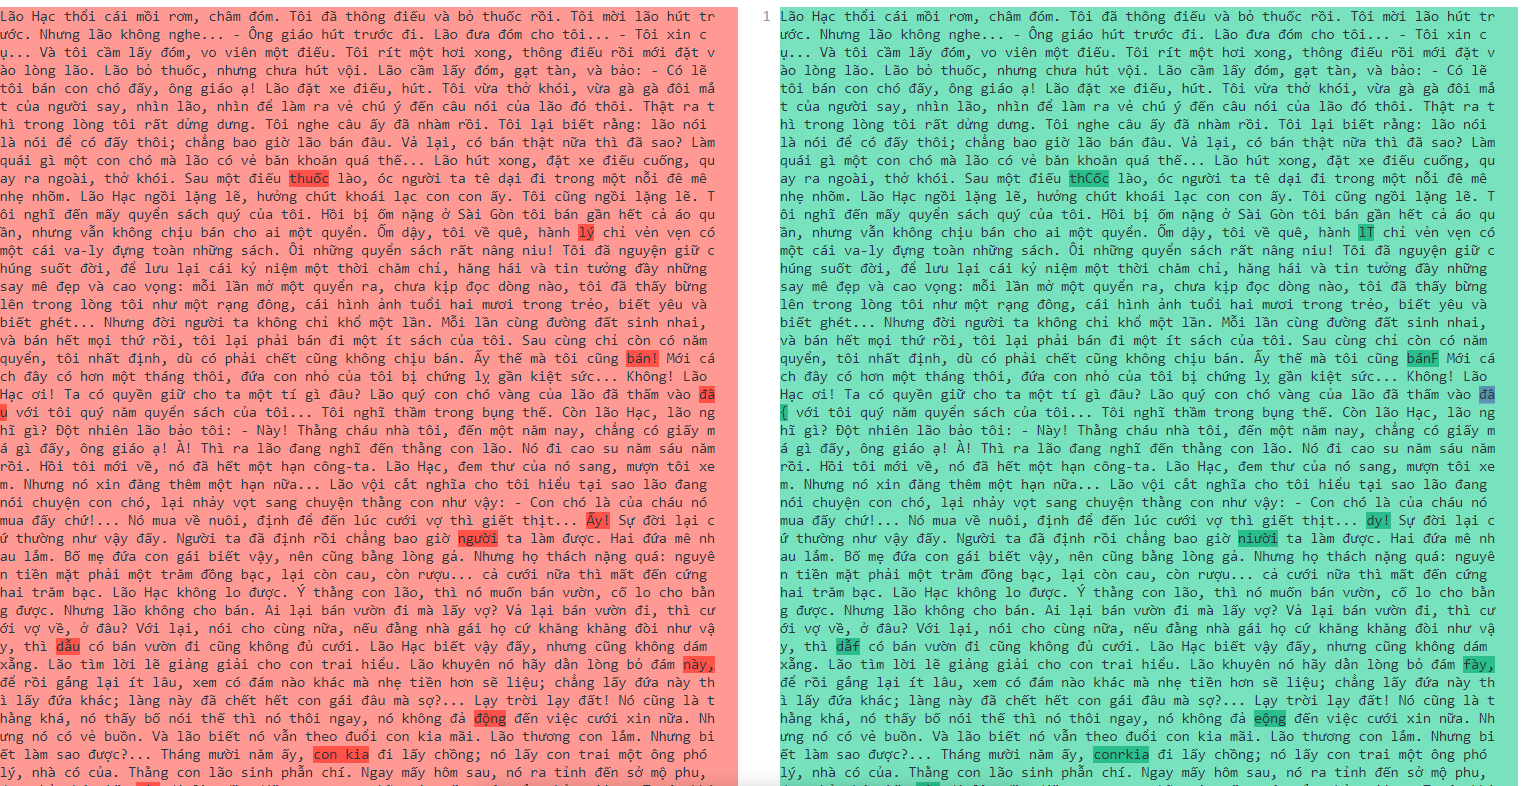 Lão Hạc thổi cái mồi rơm, châm đóm. Tôi đã thông điếu và bỏ thuốc rồi. Tôi mời lão hút tr
ước. Nhưng lão không nghe... - Ông giáo hút trước đi. Lão đưa đóm cho tôi... - Tôi xin c
ụ... Và tôi cầm lấy đóm, vo viên một điếu. Tôi rít một hơi xong, thông điếu rồi mới đặt v
ào lòng lão. Lão bỏ thuốc, nhưng chưa hút vội. Lão cầm lấy đóm, gạt tàn, và bảo: - Có lẽ
tôi bán con chó đấy, ông giáo ạ! Lão đặt xe điếu, hút. Tôi vừa thở khói, vừa gà gà đôi mắ
t của người say, nhìn lão, nhìn để làm ra vẻ chú ý đến câu nói của lão đó thôi. Thật ra t
hì trong lòng tôi rất dửng dưng. Tôi nghe câu ấy đã nhàm rồi. Tôi lại biết rằng: lão nói
là nói để có đấy thôi; chẳng bao giờ lão bán đâu. Vả lại, có bán thật nữa thì đã sao? Làm
quái gì một con chó mà lão có vẻ băn khoăn quá thế... Lão hút xong, đặt xe điếu cuống, qu
ay ra ngoài, thở khói. Sau một điếu thuốc lào, óc người ta tê dại đi trong một nỗi đê mê
nhẹ nhõm. Lão Hạc ngồi lặng lẽ, hưởng chút khoái lạc con con ấy. Tôi cũng ngồi lặng lẽ. T
ôi nghĩ đến mấy quyển sách quý của tôi. Hồi bị ốm nặng ở Sài Gòn tôi bán gần hết cả áo qu
ần, nhưng vẫn không chịu bán cho ai một quyển. Ốm dậy, tôi về quê, hành lý chỉ vẻn vẹn có
một cái va-ly đựng toàn những sách. Ôi những quyển sách rất nâng niu! Tôi đã nguyện giữ c
húng suốt đời, để lưu lại cái kỷ niệm một thời chăm chỉ, hăng hái và tin tưởng đầy những
say mê đẹp và cao vọng: mỗi lần mở một quyển ra, chưa kịp đọc dòng nào, tôi đã thấy bừng
lên trong lòng tôi như một rạng đông, cái hình ảnh tuổi hai mươi trong trẻo, biết yêu và
biết ghét... Nhưng đời người ta không chỉ khổ một lần. Mỗi lần cùng đường đất sinh nhai,
và bán hết mọi thứ rồi, tôi lại phải bán đi một ít sách của tôi. Sau cùng chỉ còn có năm
quyển, tôi nhất định, dù có phải chết cũng không chịu bán. Ấy thế mà tôi cũng bán! Mới cá
ch đây có hơn một tháng thôi, đứa con nhỏ của tôi bị chứng lỵ gần kiệt sức... Không! Lão
Hạc ơi! Ta có quyền giữ cho ta một tí gì đâu? Lão quý con chó vàng của lão đã thấm vào đâ
u với tôi quý năm quyển sách của tôi... Tôi nghĩ thầm trong bụng thế. Còn lão Hạc, lão ng
hĩ gì? Đột nhiên lão bảo tôi: - Này! Thằng cháu nhà tôi, đến một năm nay, chẳng có giấy m
á gì đấy, ông giáo ạ! À! Thì ra lão đang nghĩ đến thằng con lão. Nó đi cao su năm sáu năm
rồi. Hồi tôi mới về, nó đã hết một hạn công-ta. Lão Hạc, đem thư của nó sang, mượn tôi xe
m. Nhưng nó xin đăng thêm một hạn nữa... Lão vội cắt nghĩa cho tôi hiểu tại sao lão đang
nói chuyện con chó, lại nhảy vọt sang chuyện thằng con như vậy: - Con chó là của cháu nó
mua đấy chứ!... Nó mua về nuôi, định để đến lúc cưới vợ thì giết thịt... Ấy! Sự đời lại c
ứ thường như vậy đấy. Người ta đã định rồi chẳng bao giờ người ta làm được. Hai đứa mê nh
au lắm. Bố mẹ đứa con gái biết vậy, nên cũng bằng lòng gả. Nhưng họ thách nặng quá: nguyê
n tiền mặt phải một trăm đồng bạc, lại còn cau, còn rượu... cả cưới nữa thì mất đến cứng
hai trăm bạc. Lão Hạc không lo được. Ý thằng con lão, thì nó muốn bán vườn, cố lo cho bằn
g được. Nhưng lão không cho bán. Ai lại bán vườn đi mà lấy vợ? Vả lại bán vườn đi, thì cư
ới vợ về, ở đâu? Với lại, nói cho cùng nữa, nếu đằng nhà gái họ cứ khăng khăng đòi như vậ
y, thì dẫu có bán vườn đi cũng không đủ cưới. Lão Hạc biết vậy đấy, nhưng cũng không dám
xẵng. Lão tìm lời lẽ giảng giải cho con trai hiểu. Lão khuyên nó hãy dằn lòng bỏ đám này,
để rồi gắng lại ít lâu, xem có đám nào khác mà nhẹ tiền hơn sẽ liệu; chẳng lấy đứa này th
ì lấy đứa khác; làng này đã chết hết con gái đâu mà sợ?... Lạy trời lạy đất! Nó cũng là t
hằng khá, nó thấy bố nói thế thì nó thôi ngay, nó không đả động đến việc cưới xin nữa. Nh
ưng nó có vẻ buồn. Và lão biết nó vẫn theo đuổi con kia mãi. Lão thương con lắm. Nhưng bi
ết làm sao được?... Tháng mười năm ấy, con kia đi lấy chồng; nó lấy con trai một ông phó
lý, nhà có của. Thằng con lão sinh phẫn chí. Ngay mấy hôm sau, nó ra tỉnh đến sở mộ phu,
1
Lão Hạc thổi cái mồi rơm, châm đóm. Tôi đã thông điếu và bỏ thuốc rồi. Tôi mời lão hút tr
ước. Nhưng lão không nghe... - Ông giáo hút trước đi. Lão đưa đóm cho tôi... - Tôi xin c
ụ... Và tôi cầm lấy đóm, vo viên một điếu. Tôi rít một hơi xong, thông điếu rồi mới đặt v
ào lòng lão. Lão bỏ thuốc, nhưng chưa hút vội. Lão cầm lấy đóm, gạt tàn, và bảo: - Có lẽ
tôi bán con chó đấy, ông giáo ạ! Lão đặt xe điếu, hút. Tôi vừa thở khói, vừa gà gà đôi mắ
t của người say, nhìn lão, nhìn để làm ra vẻ chú ý đến câu nói của lão đó thôi. Thật ra t
hì trong lòng tôi rất dửng dưng. Tôi nghe câu ấy đã nhàm rồi. Tôi lại biết rằng: lão nói
là nói để có đấy thôi; chẳng bao giờ lão bán đâu. Vả lại, có bán thật nữa thì đã sao? Làm
quái gì một con chó mà lão có vẻ băn khoăn quá thế... Lão hút xong, đặt xe điếu cuống, qu
ay ra ngoài, thở khói. Sau một điếu thCốc lào, óc người ta tê dại đi trong một nỗi đê mê
nhẹ nhõm. Lão Hạc ngồi lặng lẽ, hưởng chút khoái lạc con con ấy. Tôi cũng ngồi lặng lẽ. T
ôi nghĩ đến mấy quyển sách quý của tôi. Hồi bị ốm nặng ở Sài Gòn tôi bán gần hết cả áo qu
ần, nhưng vẫn không chịu bán cho ai một quyển. Ốm dậy, tôi về quê, hành lT chỉ vẻn vẹn có
một cái va-ly đựng toàn những sách. Ôi những quyển sách rất nâng niu! Tôi đã nguyện giữ c
húng suốt đời, để lưu lại cái kỷ niệm một thời chăm chỉ, hăng hái và tin tưởng đầy những
say mê đẹp và cao vọng: mỗi lần mở một quyển ra, chưa kịp đọc dòng nào, tôi đã thấy bừng
lên trong lòng tôi như một rạng đông, cái hình ảnh tuổi hai mươi trong trẻo, biết yêu và
biết ghét... Nhưng đời người ta không chỉ khổ một lần. Mỗi lần cùng đường đất sinh nhai,
và bán hết mọi thứ rồi, tôi lại phải bán đi một ít sách của tôi. Sau cùng chỉ còn có năm
quyển, tôi nhất định, dù có phải chết cũng không chịu bán. Ấy thế mà tôi cũng bánF Mới cá
ch đây có hơn một tháng thôi, đứa con nhỏ của tôi bị chứng lỵ gần kiệt sức... Không! Lão
Hạc ơi! Ta có quyền giữ cho ta một tí gì đâu? Lão quý con chó vàng của lão đã thấm vào đâ
{ với tôi quý năm quyển sách của tôi... Tôi nghĩ thầm trong bụng thế. Còn lão Hạc, lão ng
hĩ gì? Đột nhiên lão bảo tôi: - Này! Thằng cháu nhà tôi, đến một năm nay, chẳng có giấy m
á gì đấy, ông giáo ạ! À! Thì ra lão đang nghĩ đến thằng con lão. Nó đi cao su năm sáu năm
rồi. Hồi tôi mới về, nó đã hết một hạn công-ta. Lão Hạc, đem thư của nó sang, mượn tôi xe
m. Nhưng nó xin đăng thêm một hạn nữa... Lão vội cắt nghĩa cho tôi hiểu tại sao lão đang
nói chuyện con chó, lại nhảy vọt sang chuyện thằng con như vậy: - Con chó là của cháu nó
mua đấy chứ!... Nó mua về nuôi, định để đến lúc cưới vợ thì giết thịt... dy! Sự đời lại c
ứ thường như vậy đấy. Người ta đã định rồi chẳng bao giờ niười ta làm được. Hai đứa mê nh
au lắm. Bố mẹ đứa con gái biết vậy, nên cũng bằng lòng gả. Nhưng họ thách nặng quá: nguyê
n tiền mặt phải một trăm đồng bạc, lại còn cau, còn rượu... cả cưới nữa thì mất đến cứng
hai trăm bạc. Lão Hạc không lo được. Ý thằng con lão, thì nó muốn bán vườn, cố lo cho bằn
g được. Nhưng lão không cho bán. Ai lại bán vườn đi mà lấy vợ? Vả lại bán vườn đi, thì cư
ới vợ về, ở đâu? Với lại, nói cho cùng nữa, nếu đằng nhà gái họ cứ khăng khăng đòi như vậ
y, thì dẫf có bán vườn đi cũng không đủ cưới. Lão Hạc biết vậy đấy, nhưng cũng không dám
xẵng. Lão tìm lời lẽ giảng giải cho con trai hiểu. Lão khuyên nó hãy dằn lòng bỏ đám fày,
để rồi gắng lại ít lâu, xem có đám nào khác mà nhẹ tiền hơn sẽ liệu; chẳng lấy đứa này th
ì lấy đứa khác; làng này đã chết hết con gái đâu mà sợ?... Lạy trời lạy đất! Nó cũng là t
hằng khá, nó thấy bố nói thế thì nó thôi ngay, nó không đả eộng đến việc cưới xin nữa. Nh
ưng nó có vẻ buồn. Và lão biết nó vẫn theo đuổi con kia mãi. Lão thương con lắm. Nhưng bi
ết làm sao được?... Tháng mười năm ấy, conrkia đi lấy chồng; nó lấy con trai một ông phó
lý, nhà có của. Thằng con lão sinh phẫn chí. Ngay mấy hôm sau, nó ra tỉnh đến sở mộ phu,